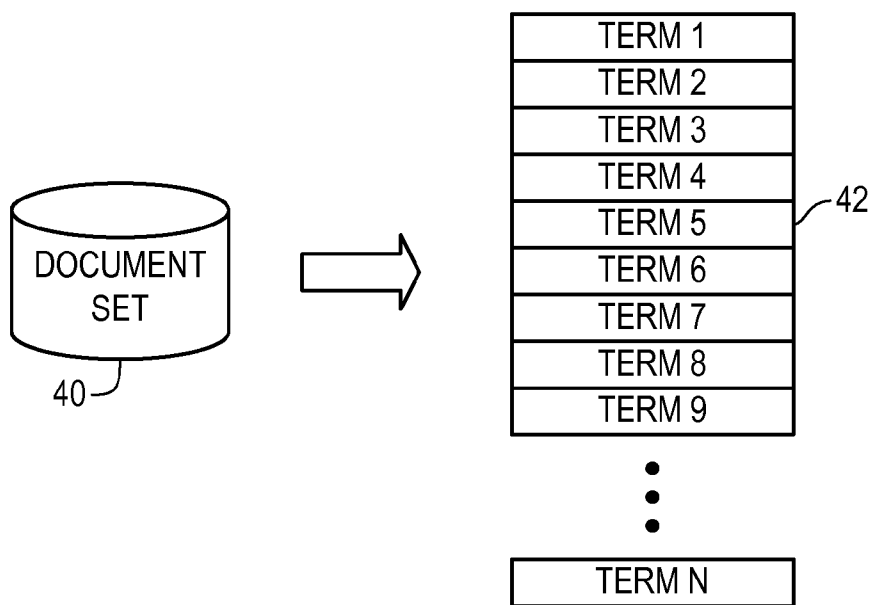 DOCUMENT
SET
40
TERM 1
TERM 2
TERM 3
TERM 4
TERM 5
TERM 6
TERM 7
TERM 8
TERM 9
TERM N
42